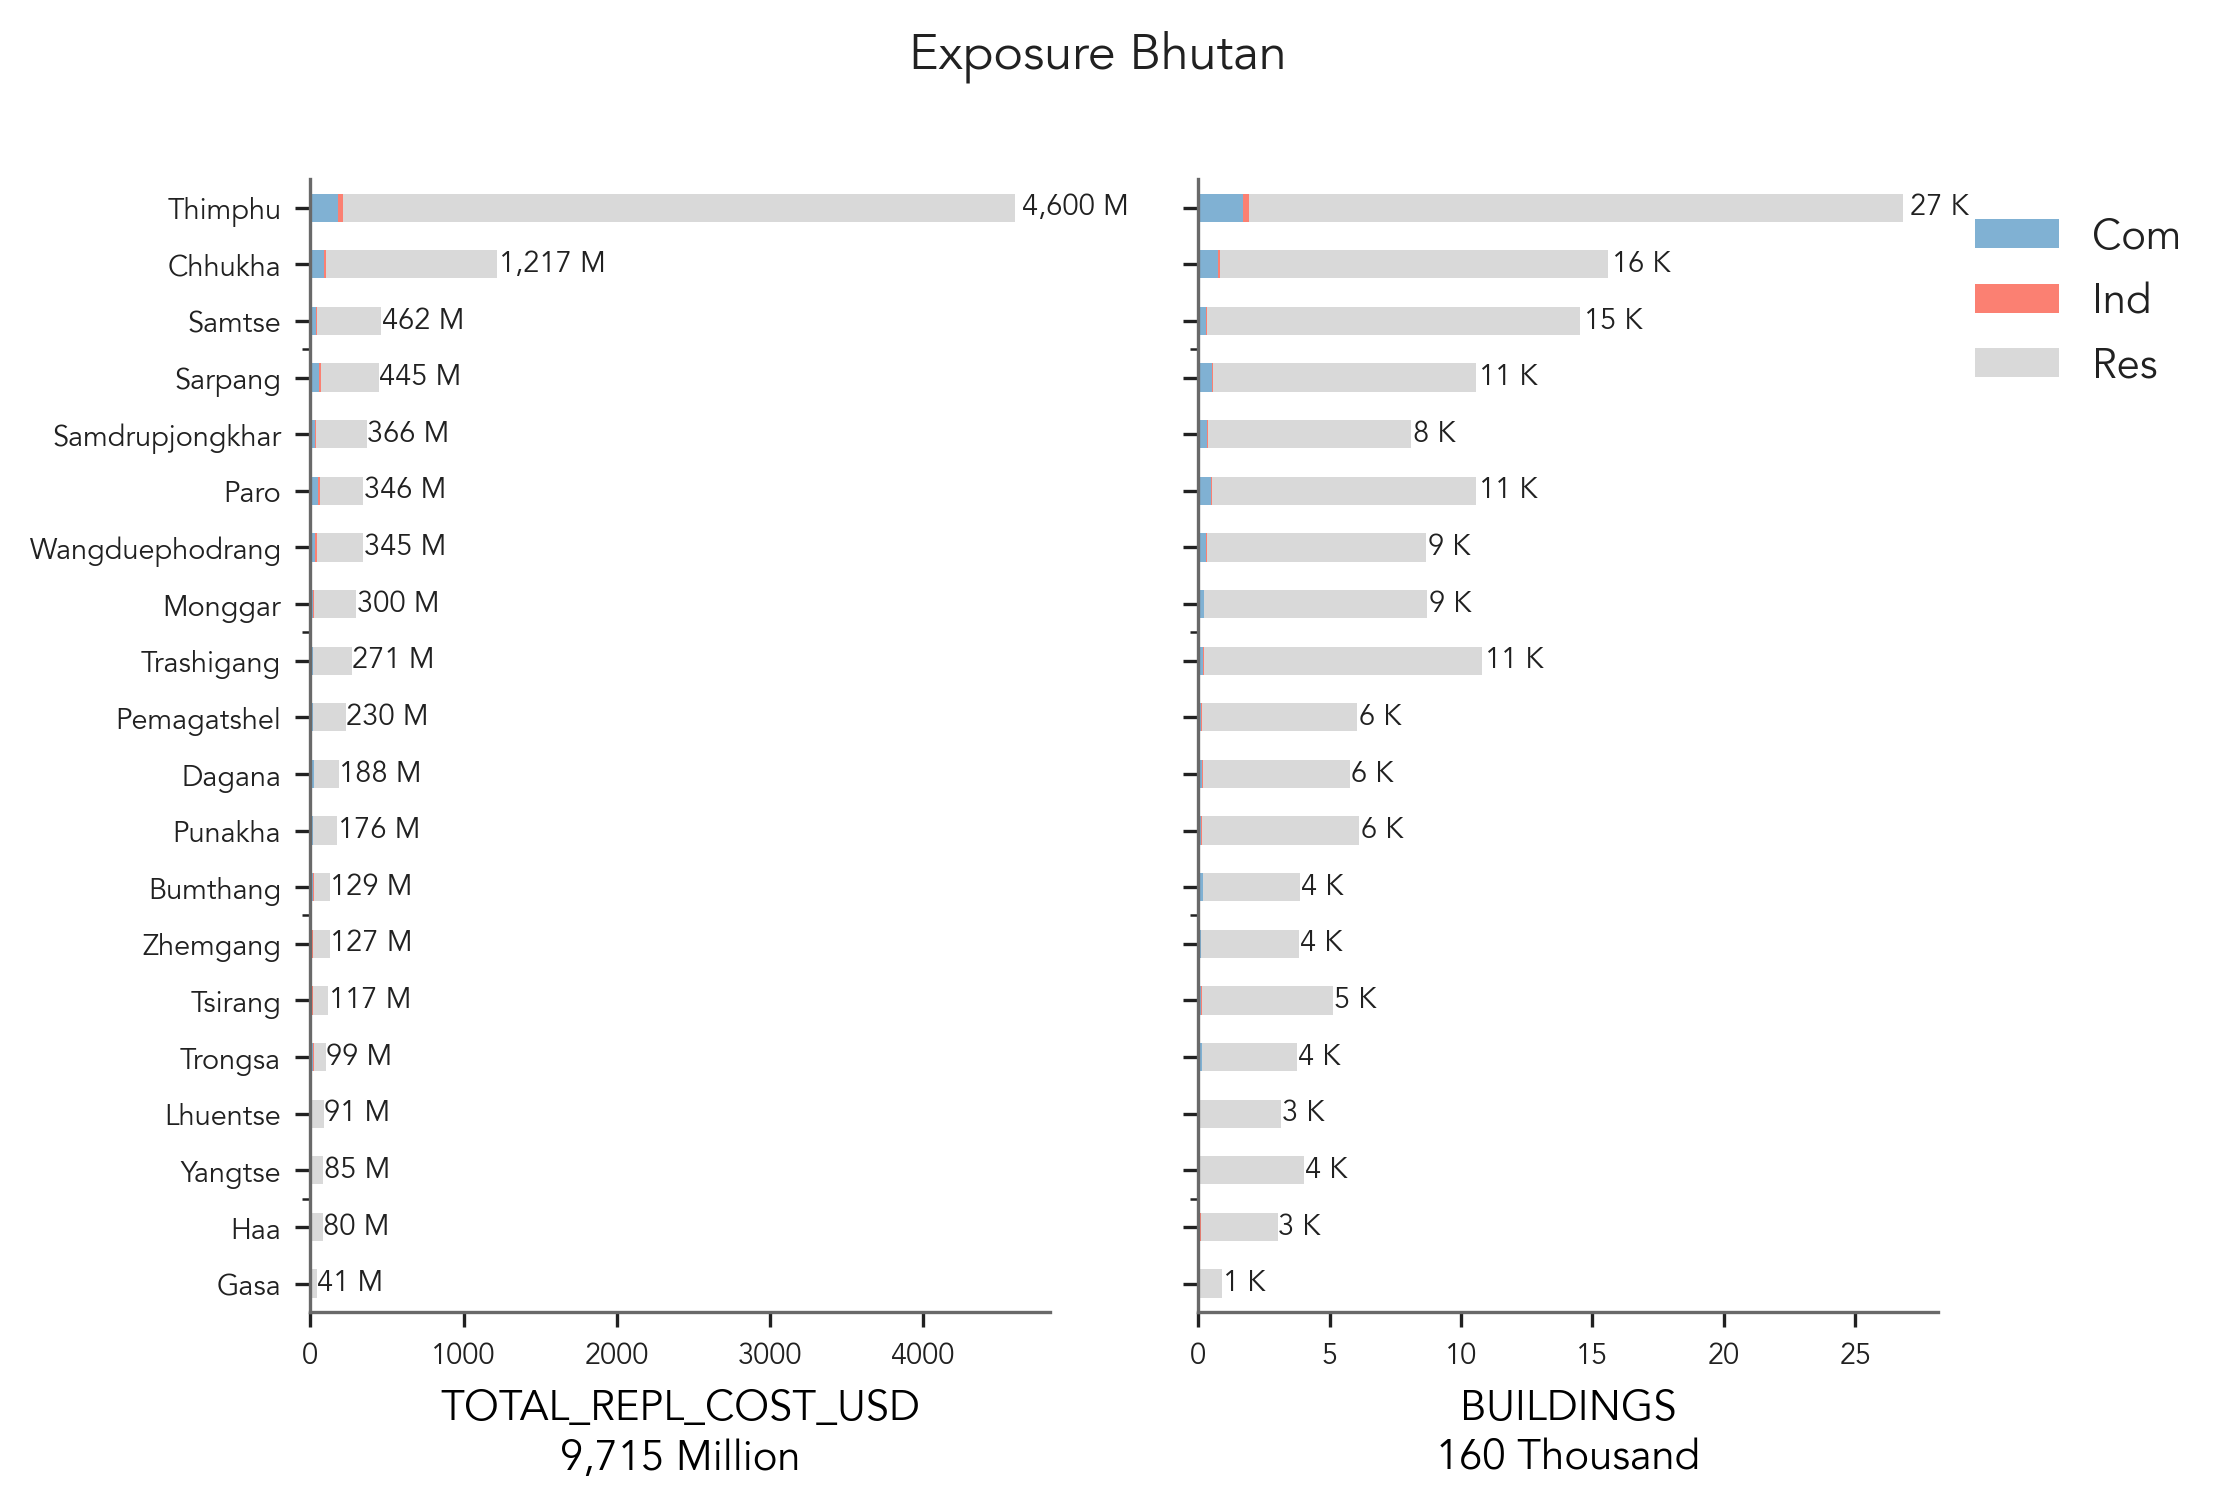 Exposure Bhutan
Thimphu
Chhukha
Samtse
Sarpang
Samdrupjongkhar
Paro
Wangduephodrang
Monggar
Trashigang
Pemagatshel
Dagana
Punakha
Bumthang
Zhemgang
Tsirang
Trongsa
Lhuentse
Yangtse
Haa
Gasa
4,600 M
1,217 M
462 M
445 M
366 M
346 M
345 M
300 M
271 M
230 M
188 M
176 M
129 M
127 M
117 M
99 M
91 M
85 M
80 M
41 M
0 1000 2000 3000 4000
TOTAL_REPL_COST_USD
9,715 Million
27 K
16 K
15 K
11 K
8 K
11 K
9 K
9 K
11 K
6 K
6 K
6 K
4 K
4 K
5 K
4 K
3 K
4 K
3 K
1 K
0 5 10 15 20 25
BUILDINGS
160 Thousand
Com
Ind
Res